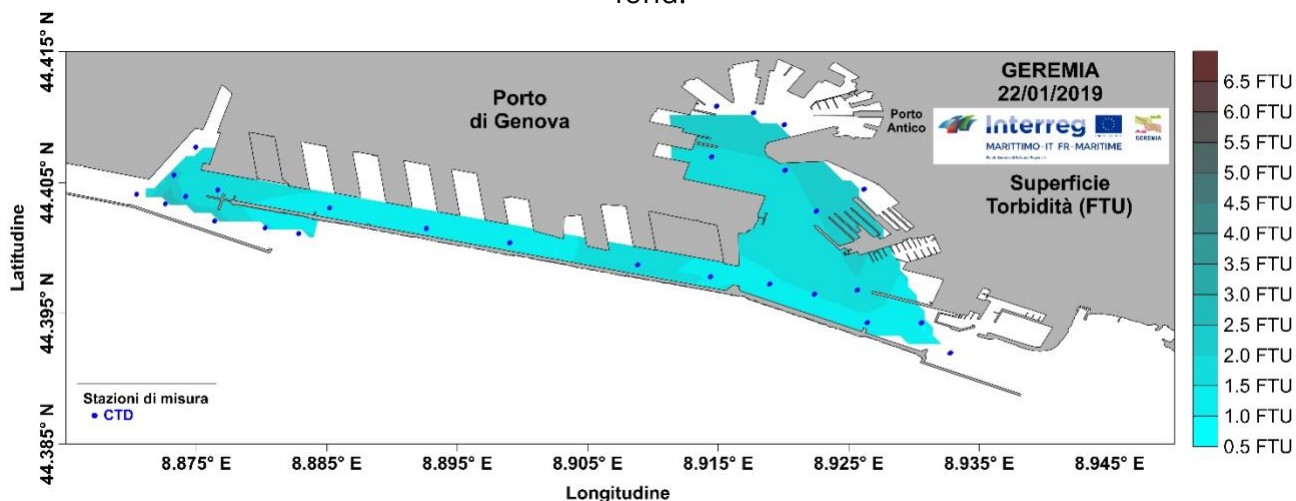 fond.
44.415° N
44.405° N
44.395° N
44.385° N
Latitudine
Porto
di Genova
Porto
Antico
GEREMIA
22/01/2019
Interreg
MARITTIMO-IT FR-MARITIME
GEREMIA
Superficie
Torbidità (FTU)
Stazioni di misura
CTD
8.875° E
8.885° E
8.895° E
8.905° E
8.915° E
8.925° E
8.935° E
8.945° E
Longitudine
6.5 FTU
6.0 FTU
5.5 FTU
5.0 FTU
4.5 FTU
4.0 FTU
3.5 FTU
3.0 FTU
2.5 FTU
2.0 FTU
1.5 FTU
1.0 FTU
0.5 FTU